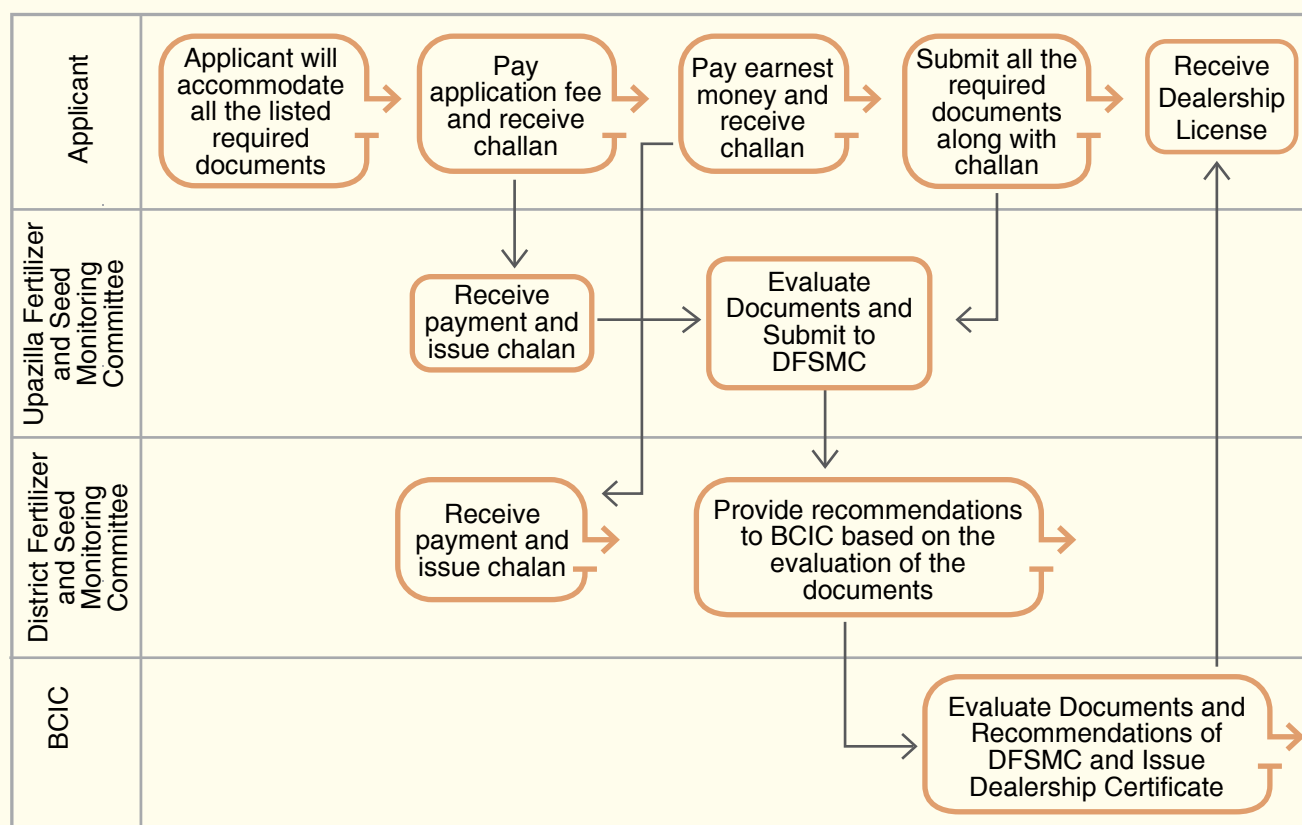 Applicant
Applicant will
accommodate
all the listed
required
documents
Pay
application fee
and receive
challan
Pay earnest
money and
receive
challan
Submit all the
required
documents
along with
challan
Receive
Dealership
License
Upazilla Fertilizer
and Seed
Monitoring
Committee
Receive
payment and
issue chalan
Evaluate
Documents and
Submit to
DFSMC
District Fertilizer
and Seed
Monitoring
Committee
Receive
payment and
issue chalan
Provide recommendations
to BCIC based on the
evaluation of the
documents
BCIC
Evaluate Documents and
Recommendations of
DFSMC and Issue
Dealership Certificate